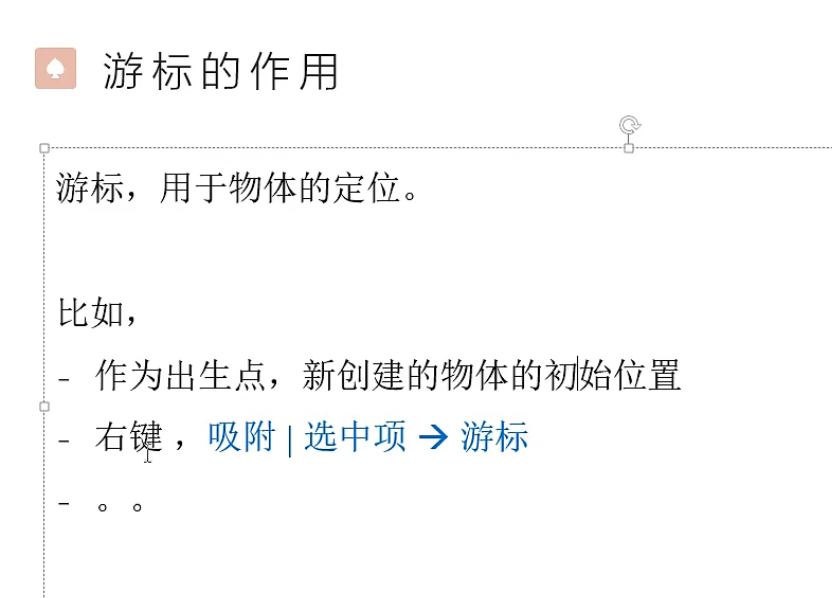 游标的作用
游标，用于物体的定位。
比如，
- 作为出生点，新创建的物体的初始位置
- 右键 ，吸附 | 选中项 → 游标
- 。。